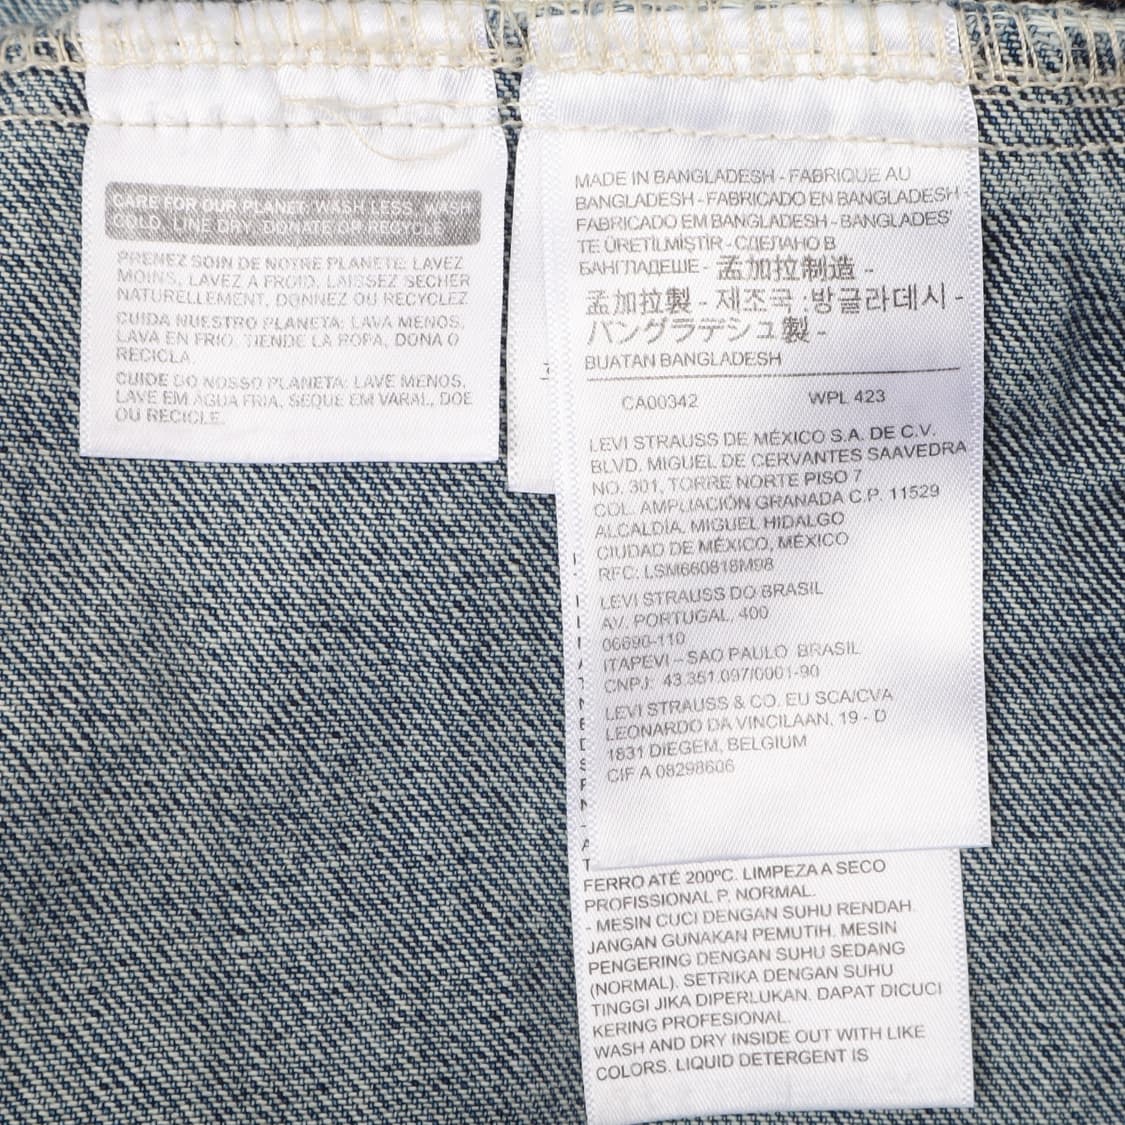 CARE FOR OUR PLANET: WASH LESS, WASH
COLD, LINE DRY, DONATE OR RECYCLE
PRENEZ SOIN DE NOTRE PLANÈTE: LAVEZ
MOINS, LAVEZ À FROID, LAISSEZ SÉCHER
NATURELLEMENT, DONNEZ OU RECYCLEZ
CUIDA NUESTRO PLANETA: LAVA MENOS,
LAVA EN FRÍO, TIENDE LA ROPA, DONA O
RECICLA.
CUIDE DO NOSSO PLANETA: LAVE MENOS,
LAVE EM ÁGUA FRIA, SEQUE EM VARAL, DOE
OU RECICLE.
MADE IN BANGLADESH - FABRIQUE AU
BANGLADESH - FABRICADO EN BANGLADESH -
FABRICADO EM BANGLADESH - BANGLADES'
TE ÜRETİLMİSTİR - СДЕЛАНО В
БАНГЛАДЕШЕ - 孟加拉制造 -
孟加拉製 - 제조국 : 방글라데시 -
バングラデシュ製 -
BUATAN BANGLADESH
CA00342 WPL 423
LEVI STRAUSS DE MÉXICO S.A. DE C.V.
BLVD. MIGUEL DE CERVANTES SAAVEDRA
NO. 301, TORRE NORTE PISO 7
COL. AMPLIACIÓN GRANADA C.P. 11529
ALCALDÍA, MIGUEL HIDALGO
CIUDAD DE MÉXICO, MÉXICO
RFC: LSM660818M98
LEVI STRAUSS DO BRASIL
AV. PORTUGAL, 400
06690-110
ITAPEVI – SAO PAULO BRASIL
CNPJ: 43.351.097/0001-90
LEVI STRAUSS & CO. EU SCA/CVA
LEONARDO DA VINCILAAN, 19 - D
1831 DIEGEM, BELGIUM
CIF A 08298606
FERRO ATÉ 200ºC. LIMPEZA A SECO
PROFISSIONAL P, NORMAL.
- MESIN CUCI DENGAN SUHU RENDAH.
JANGAN GUNAKAN PEMUTIH. MESIN
PENGERING DENGAN SUHU SEDANG
(NORMAL). SETRIKA DENGAN SUHU
TINGGI JIKA DIPERLUKAN. DAPAT DICUCI
KERING PROFESIONAL.
WASH AND DRY INSIDE OUT WITH LIKE
COLORS. LIQUID DETERGENT IS